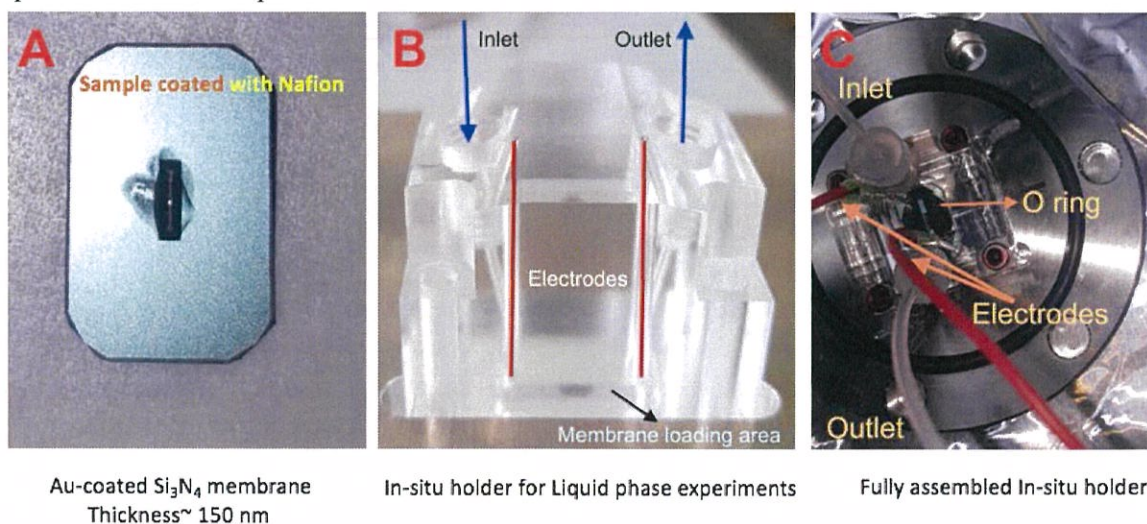 A
Sample coated with Nafion
B
Inlet
Outlet
Electrodes
Membrane loading area
C
Inlet
O ring
Electrodes
Outlet
Au-coated Si₃N₄ membrane
Thickness~ 150 nm
In-situ holder for Liquid phase experiments
Fully assembled In-situ holder